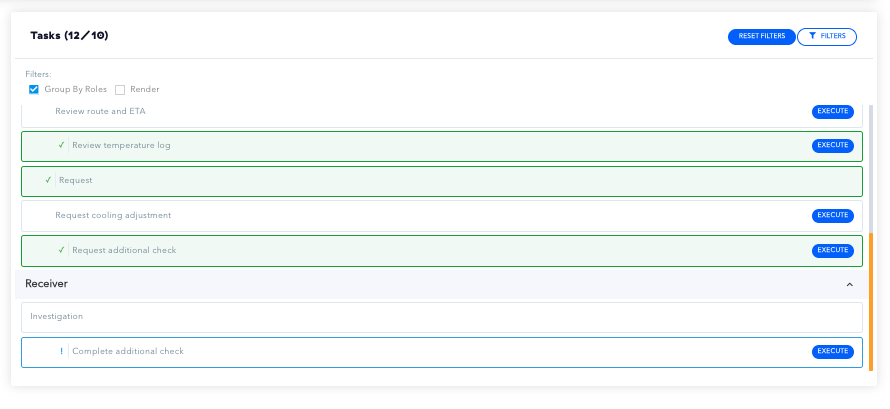 Tasks (12/10)
RESET FILTERS
FILTERS
Filters:
Group By Roles
Render
Review route and ETA
EXECUTE
✓ Review temperature log
EXECUTE
✓ Request
Request cooling adjustment
EXECUTE
✓ Request additional check
EXECUTE
Receiver
Investigation
! Complete additional check
EXECUTE